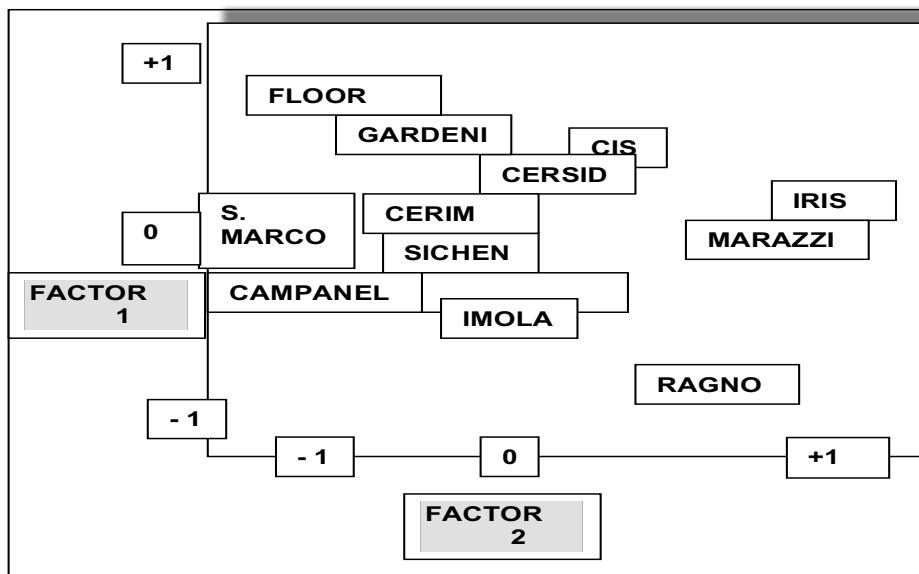 +1
FLOOR
GARDENI
CIS
CERSID
IRIS
S.
MARCO
CERIM
0
MARAZZI
SICHEN
FACTOR
1
CAMPANEL
IMOLA
RAGNO
- 1
- 1
0
+1
FACTOR
2